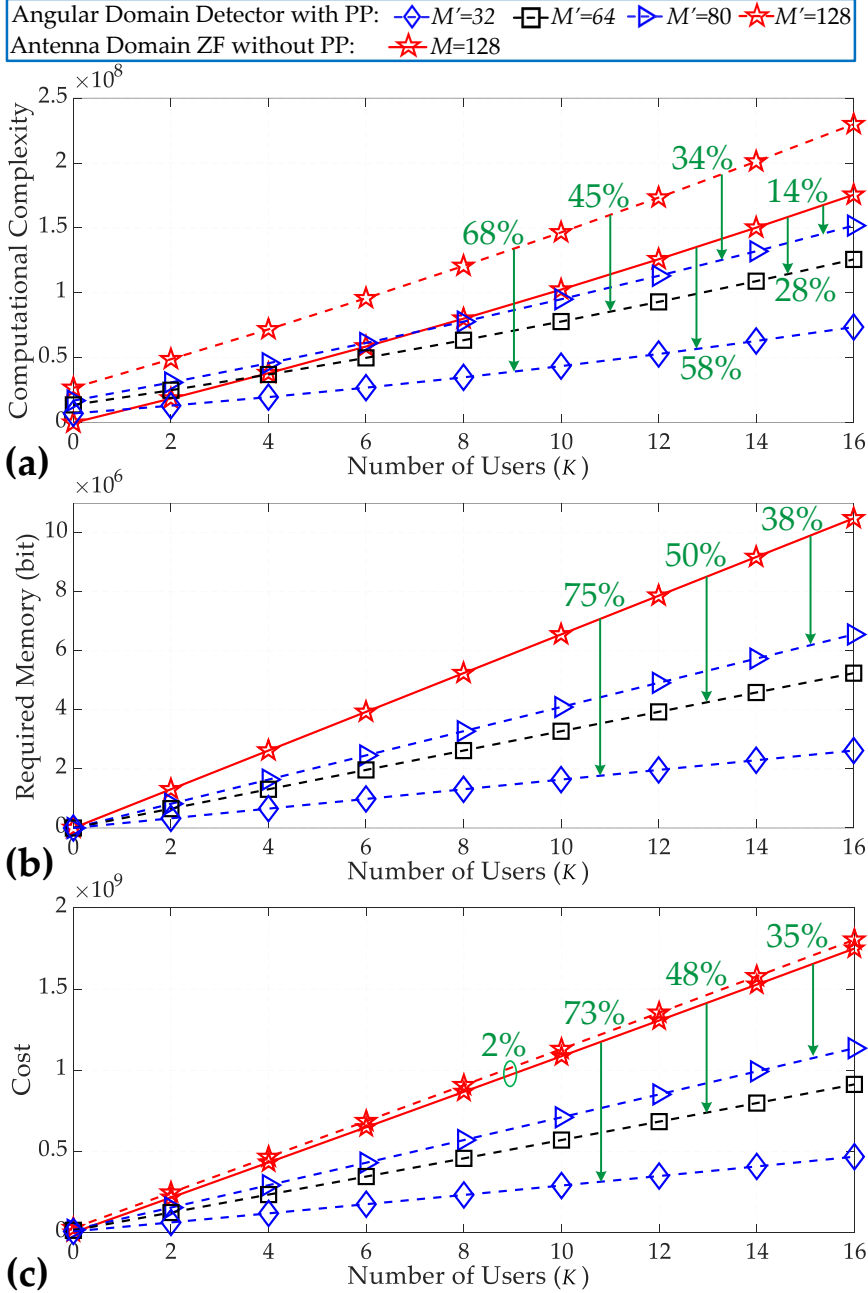 Angular Domain Detector with PP: M'=32 M'=64 M'=80 M'=128
Antenna Domain ZF without PP: M=128
×10^8
Computational Complexity
2.5
2
1.5
1
0.5
0
68%
45%
34%
14%
28%
58%
0 2 4 6 8 10 12 14 16
Number of Users (K)
(a)
×10^6
Required Memory (bit)
10
8
6
4
2
0
75%
50%
38%
0 2 4 6 8 10 12 14 16
Number of Users (K)
(b)
×10^9
Cost
2
1.5
1
0.5
0
2%
73%
48%
35%
0 2 4 6 8 10 12 14 16
Number of Users (K)
(c)